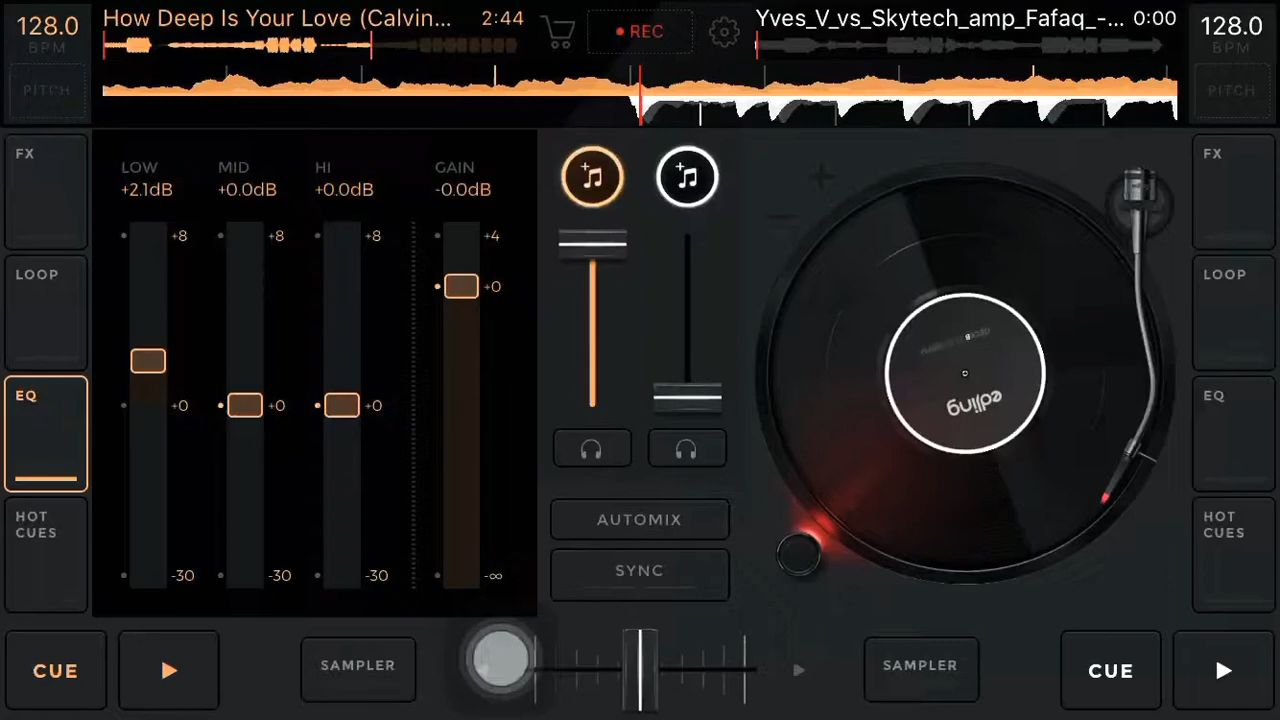 128.0
BPM
PITCH
How Deep Is Your Love (Calvin... 2:44
REC
Yves_V_vs_Skytech_amp_Fafaq_-... 0:00
128.0
BPM
PITCH
FX
LOOP
EQ
HOT
CUES
LOW MID HI GAIN
+2.1dB +0.0dB +0.0dB -0.0dB
+8 +8 +8 +4
+0
+0 +0 +0
-30 -30 -30 -∞
AUTOMIX
SYNC
edjing
FX
LOOP
EQ
HOT
CUES
CUE
SAMPLER
SAMPLER
CUE